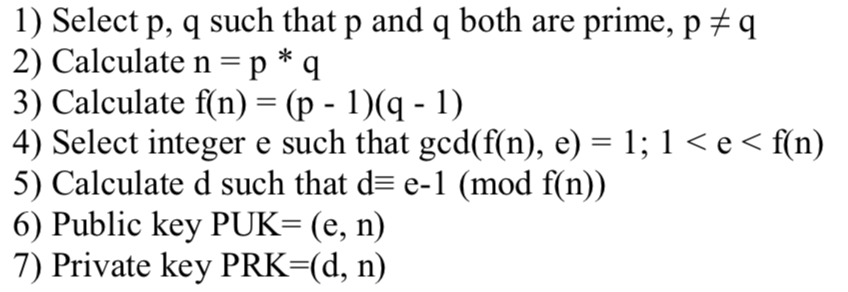 1) Select p, q such that p and q both are prime, p ≠ q
2) Calculate n = p * q
3) Calculate f(n) = (p - 1)(q - 1)
4) Select integer e such that gcd(f(n), e) = 1; 1 < e < f(n)
5) Calculate d such that d≡ e-1 (mod f(n))
6) Public key PUK= (e, n)
7) Private key PRK=(d, n)